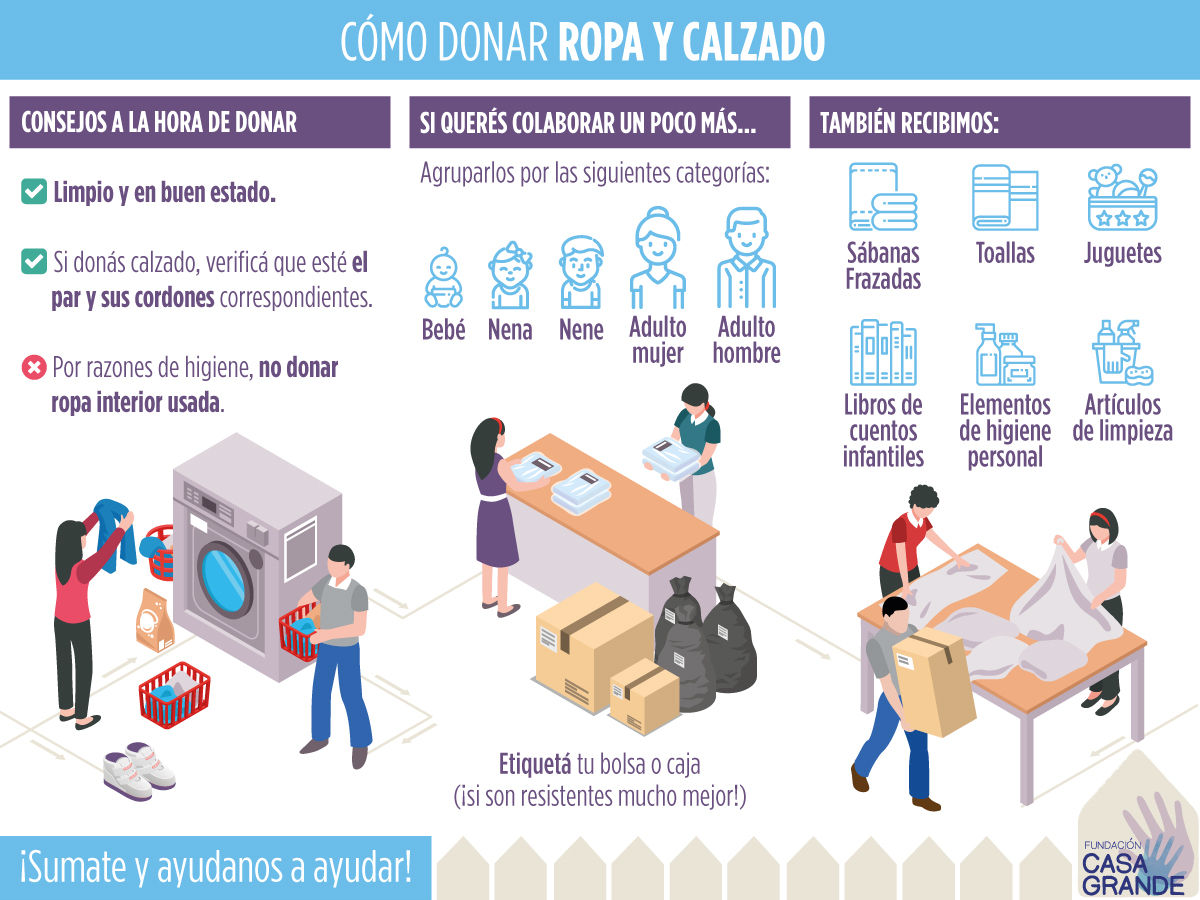 CÓMO DONAR ROPA Y CALZADO
CONSEJOS A LA HORA DE DONAR
Limpio y en buen estado.
Si donás calzado, verificá que esté el
par y sus cordones correspondientes.
Por razones de higiene, no donar
ropa interior usada.
SI QUERÉS COLABORAR UN POCO MÁS...
Agruparlos por las siguientes categorías:
Bebé
Nena
Nene
Adulto
mujer
Adulto
hombre
Etiquetá tu bolsa o caja
(¡si son resistentes mucho mejor!)
TAMBIÉN RECIBIMOS:
Sábanas
Frazadas
Toallas
Juguetes
Libros de
cuentos
infantiles
Elementos
de higiene
personal
Artículos
de limpieza
¡Sumate y ayudanos a ayudar!
FUNDACIÓN
CASA
GRANDE